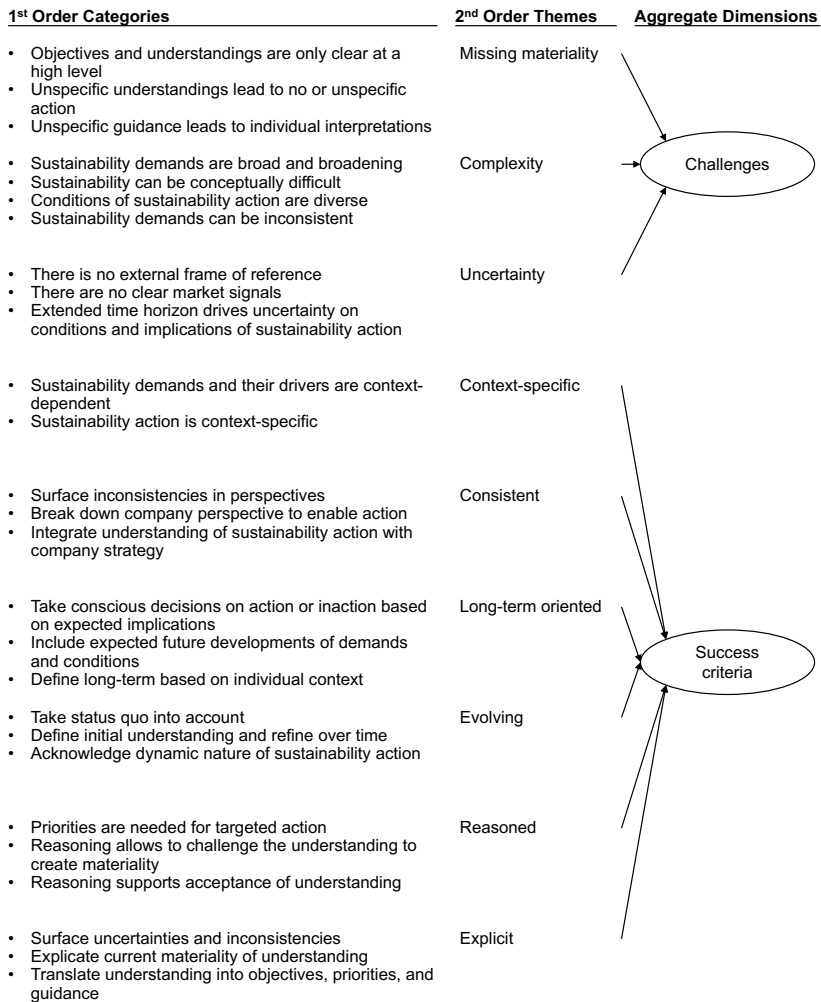 1st Order Categories 2nd Order Themes Aggregate Dimensions
• Objectives and understandings are only clear at a
high level
• Unspecific understandings lead to no or unspecific
action
• Unspecific guidance leads to individual interpretations
Missing materiality
• Sustainability demands are broad and broadening
• Sustainability can be conceptually difficult
• Conditions of sustainability action are diverse
• Sustainability demands can be inconsistent
Complexity
Challenges
• There is no external frame of reference
• There are no clear market signals
• Extended time horizon drives uncertainty on
conditions and implications of sustainability action
Uncertainty
• Sustainability demands and their drivers are context-
dependent
• Sustainability action is context-specific
Context-specific
• Surface inconsistencies in perspectives
• Break down company perspective to enable action
• Integrate understanding of sustainability action with
company strategy
Consistent
• Take conscious decisions on action or inaction based
on expected implications
• Include expected future developments of demands
and conditions
• Define long-term based on individual context
Long-term oriented
Success
criteria
• Take status quo into account
• Define initial understanding and refine over time
• Acknowledge dynamic nature of sustainability action
Evolving
• Priorities are needed for targeted action
• Reasoning allows to challenge the understanding to
create materiality
• Reasoning supports acceptance of understanding
Reasoned
• Surface uncertainties and inconsistencies
• Explicate current materiality of understanding
• Translate understanding into objectives, priorities, and
guidance
Explicit